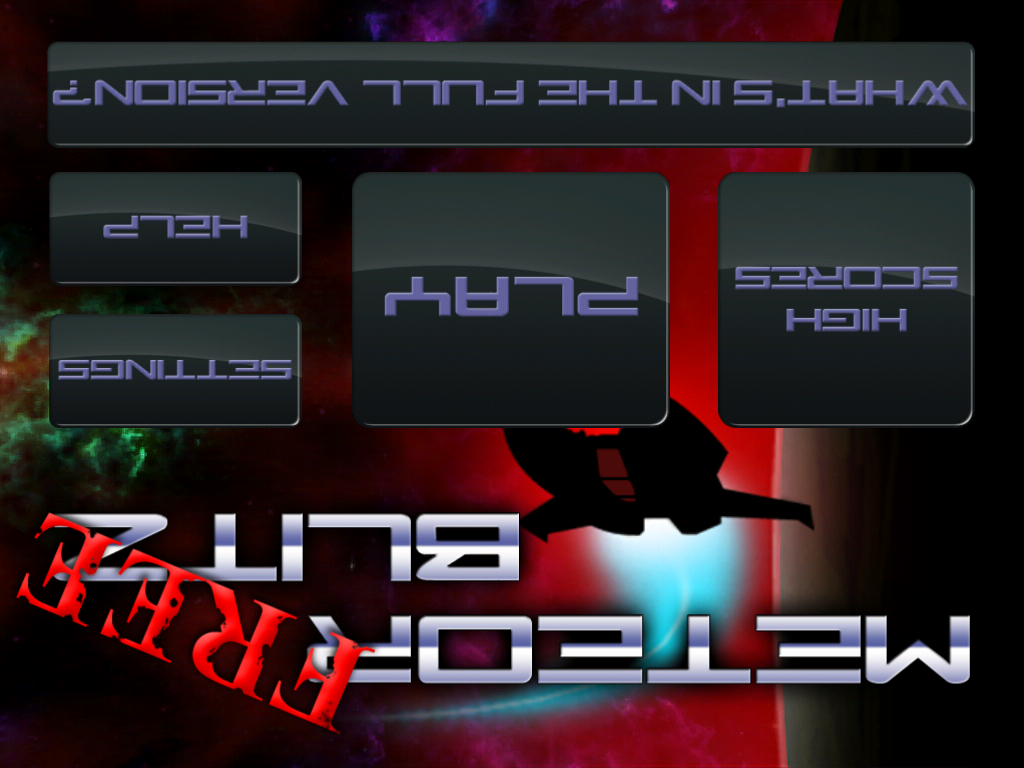 METEOR
BLITZ
FREE
HIGH
SCORES
PLAY
SETTINGS
HELP
WHAT'S IN THE FULL VERSION?